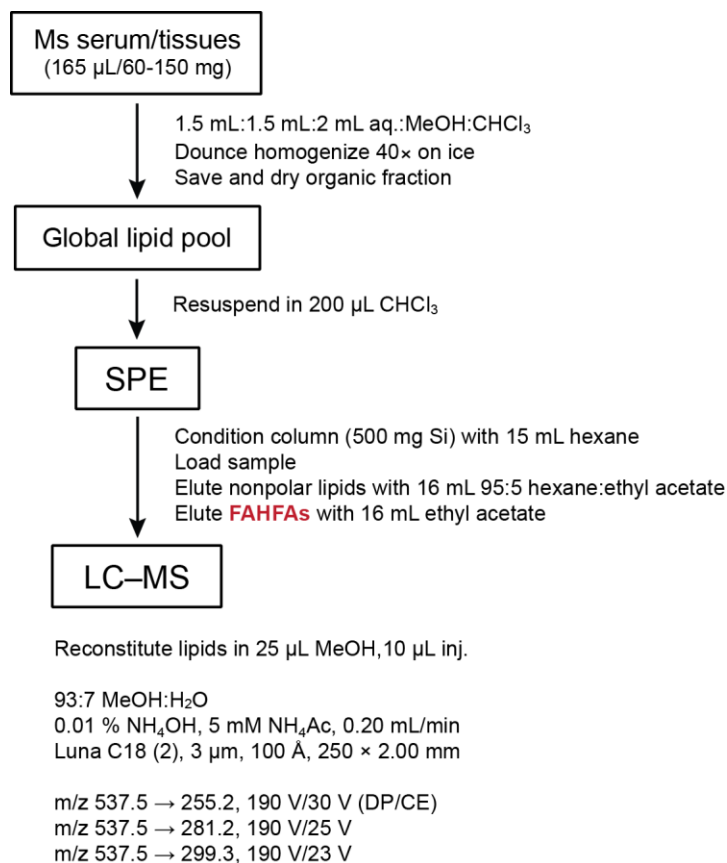 Ms serum/tissues
(165 µL/60-150 mg)
1.5 mL:1.5 mL:2 mL aq.:MeOH:CHCl₃
Dounce homogenize 40× on ice
Save and dry organic fraction
Global lipid pool
Resuspend in 200 µL CHCl₃
SPE
Condition column (500 mg Si) with 15 mL hexane
Load sample
Elute nonpolar lipids with 16 mL 95:5 hexane:ethyl acetate
Elute FAHFAs with 16 mL ethyl acetate
LC–MS
Reconstitute lipids in 25 µL MeOH,10 µL inj.
93:7 MeOH:H₂O
0.01 % NH₄OH, 5 mM NH₄Ac, 0.20 mL/min
Luna C18 (2), 3 µm, 100 Å, 250 × 2.00 mm
m/z 537.5 → 255.2, 190 V/30 V (DP/CE)
m/z 537.5 → 281.2, 190 V/25 V
m/z 537.5 → 299.3, 190 V/23 V